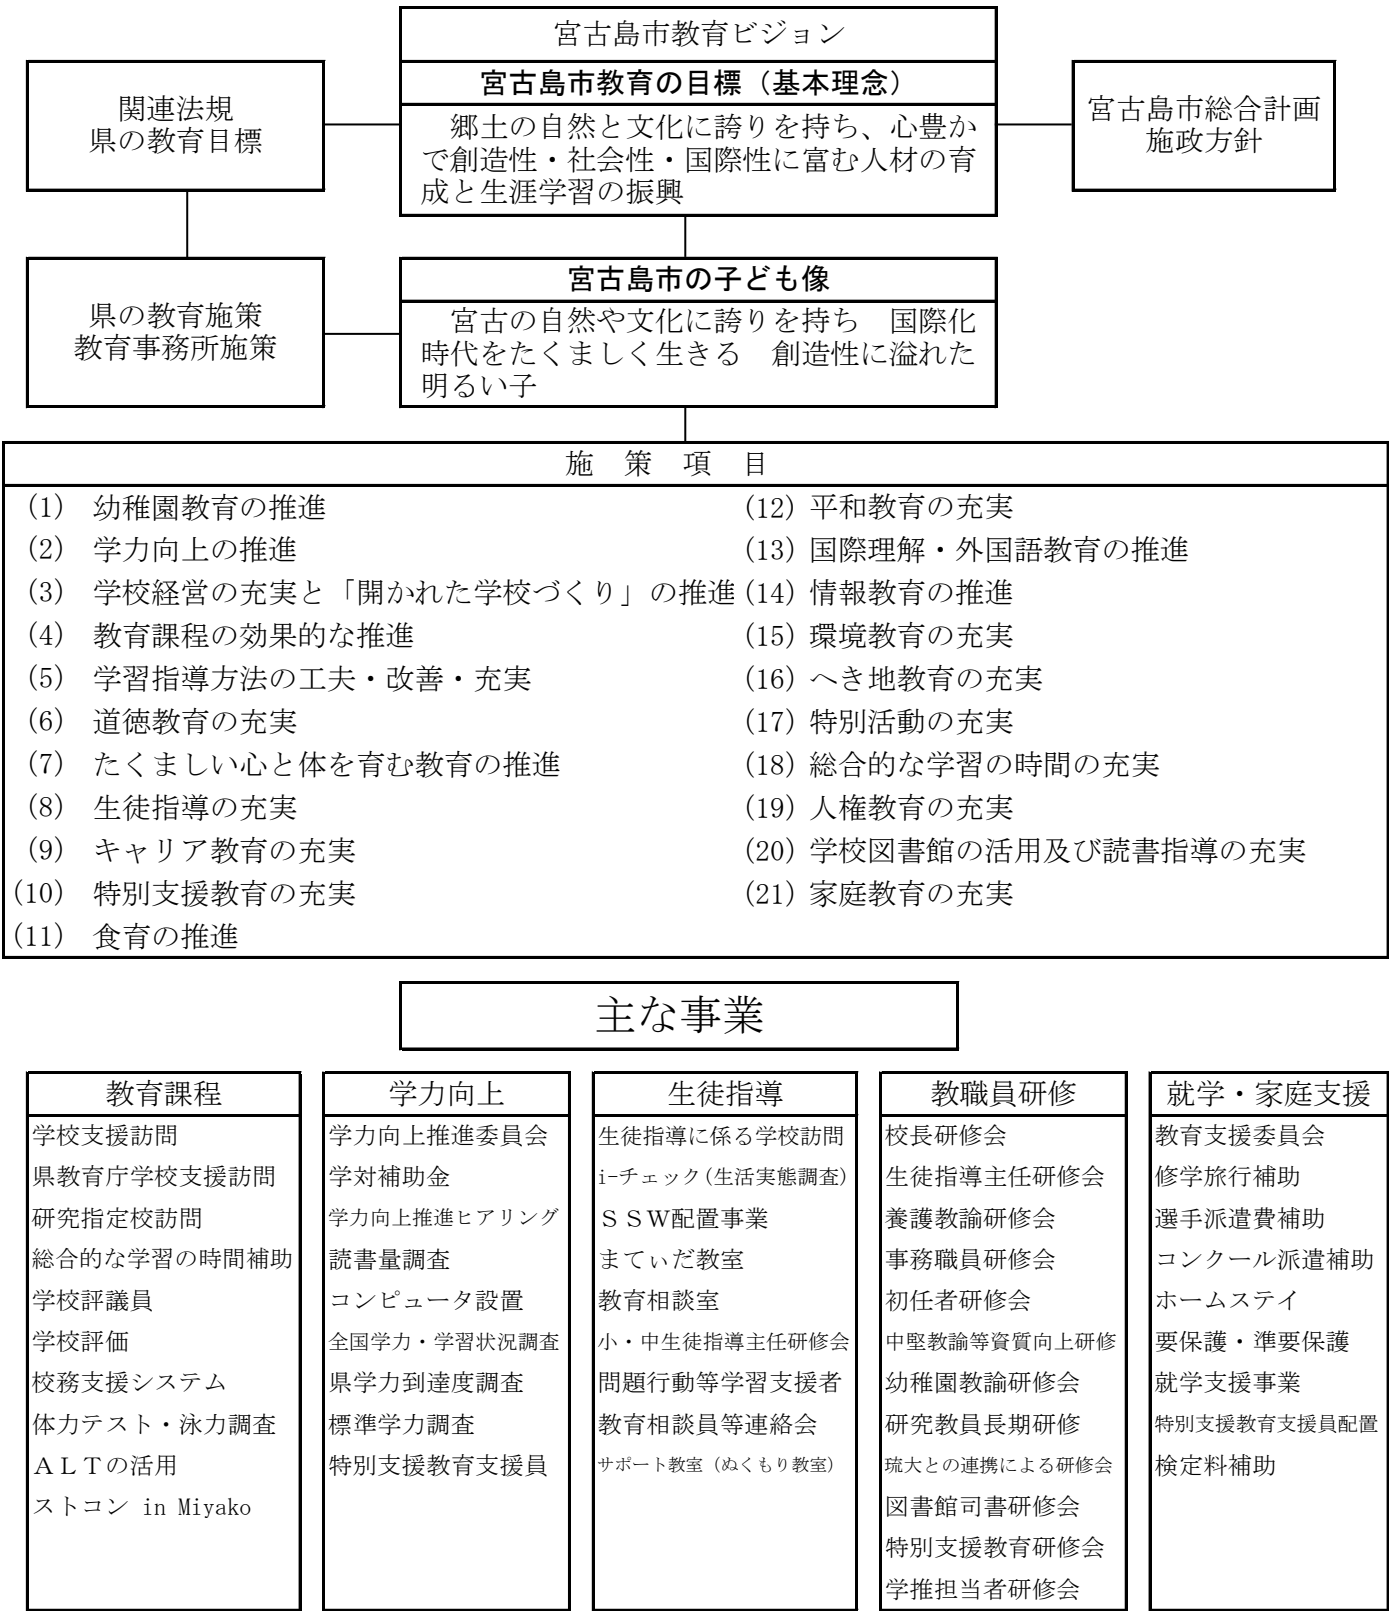 宮古島市教育ビジョン
宮古島市教育の目標（基本理念）
郷土の自然と文化に誇りを持ち、心豊か
で創造性・社会性・国際性に富む人材の育
成と生涯学習の振興
関連法規
県の教育目標
宮古島市総合計画
施政方針
県の教育施策
教育事務所施策
宮古島市の子ども像
宮古の自然や文化に誇りを持ち　国際化
時代をたくましく生きる　創造性に溢れた
明るい子
施　策　項　目
(1)　幼稚園教育の推進
(2)　学力向上の推進
(3)　学校経営の充実と「開かれた学校づくり」の推進
(4)　教育課程の効果的な推進
(5)　学習指導方法の工夫・改善・充実
(6)　道徳教育の充実
(7)　たくましい心と体を育む教育の推進
(8)　生徒指導の充実
(9)　キャリア教育の充実
(10)　特別支援教育の充実
(11)　食育の推進
(12) 平和教育の充実
(13) 国際理解・外国語教育の推進
(14) 情報教育の推進
(15) 環境教育の充実
(16) へき地教育の充実
(17) 特別活動の充実
(18) 総合的な学習の時間の充実
(19) 人権教育の充実
(20) 学校図書館の活用及び読書指導の充実
(21) 家庭教育の充実
主な事業
教育課程
学校支援訪問
県教育庁学校支援訪問
研究指定校訪問
総合的な学習の時間補助
学校評議員
学校評価
校務支援システム
体力テスト・泳力調査
ＡＬＴの活用
ストコン in Miyako
学力向上
学力向上推進委員会
学対補助金
学力向上推進ヒアリング
読書量調査
コンピュータ設置
全国学力・学習状況調査
県学力到達度調査
標準学力調査
特別支援教育支援員
生徒指導
生徒指導に係る学校訪問
i-チェック(生活実態調査)
ＳＳＷ配置事業
まてぃだ教室
教育相談室
小・中生徒指導主任研修会
問題行動等学習支援者
教育相談員等連絡会
サポート教室（ぬくもり教室）
教職員研修
校長研修会
生徒指導主任研修会
養護教諭研修会
事務職員研修会
初任者研修会
中堅教諭等資質向上研修
幼稚園教諭研修会
研究教員長期研修
琉大との連携による研修会
図書館司書研修会
特別支援教育研修会
学推担当者研修会
就学・家庭支援
教育支援委員会
修学旅行補助
選手派遣費補助
コンクール派遣補助
ホームステイ
要保護・準要保護
就学支援事業
特別支援教育支援員配置
検定料補助